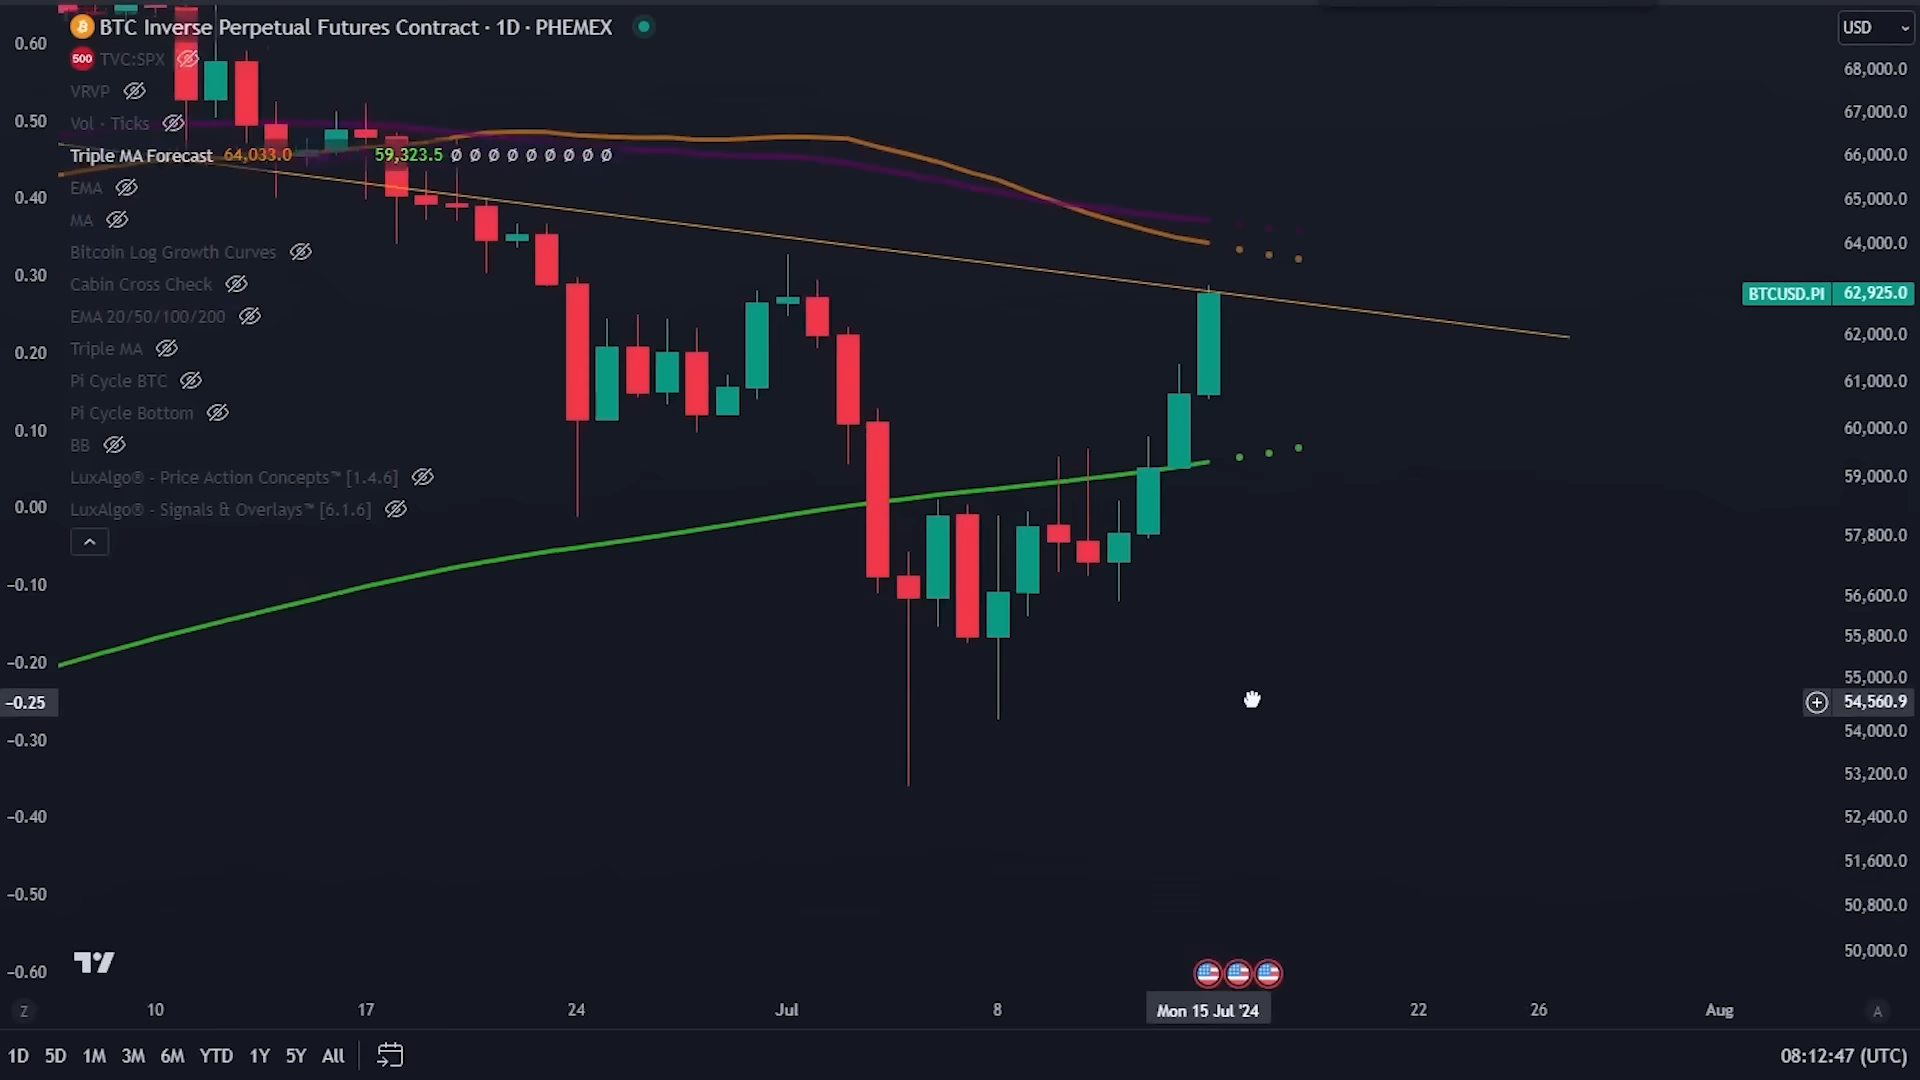 BTC Inverse Perpetual Futures Contract · 1D · PHEMEX
USD
500 TVC:SPX
VRVP
Vol · Ticks
Triple MA Forecast 64,033.0 59,323.5 Ø Ø Ø Ø Ø Ø Ø Ø Ø
EMA
MA
Bitcoin Log Growth Curves
Cabin Cross Check
EMA 20/50/100/200
Triple MA
Pi Cycle BTC
Pi Cycle Bottom
BB
LuxAlgo® - Price Action Concepts™ [1.4.6]
LuxAlgo® - Signals & Overlays™ [6.1.6]
0.60
0.50
0.40
0.30
0.20
0.10
0.00
−0.10
−0.20
−0.25
−0.30
−0.40
−0.50
−0.60
68,000.0
67,000.0
66,000.0
65,000.0
64,000.0
BTCUSD.PI 62,925.0
62,000.0
61,000.0
60,000.0
59,000.0
57,800.0
56,600.0
55,800.0
55,000.0
54,560.9
54,000.0
53,200.0
52,400.0
51,600.0
50,800.0
50,000.0
Z 10 17 24 Jul 8 Mon 15 Jul '24 22 26 Aug A
1D 5D 1M 3M 6M YTD 1Y 5Y All 08:12:47 (UTC)